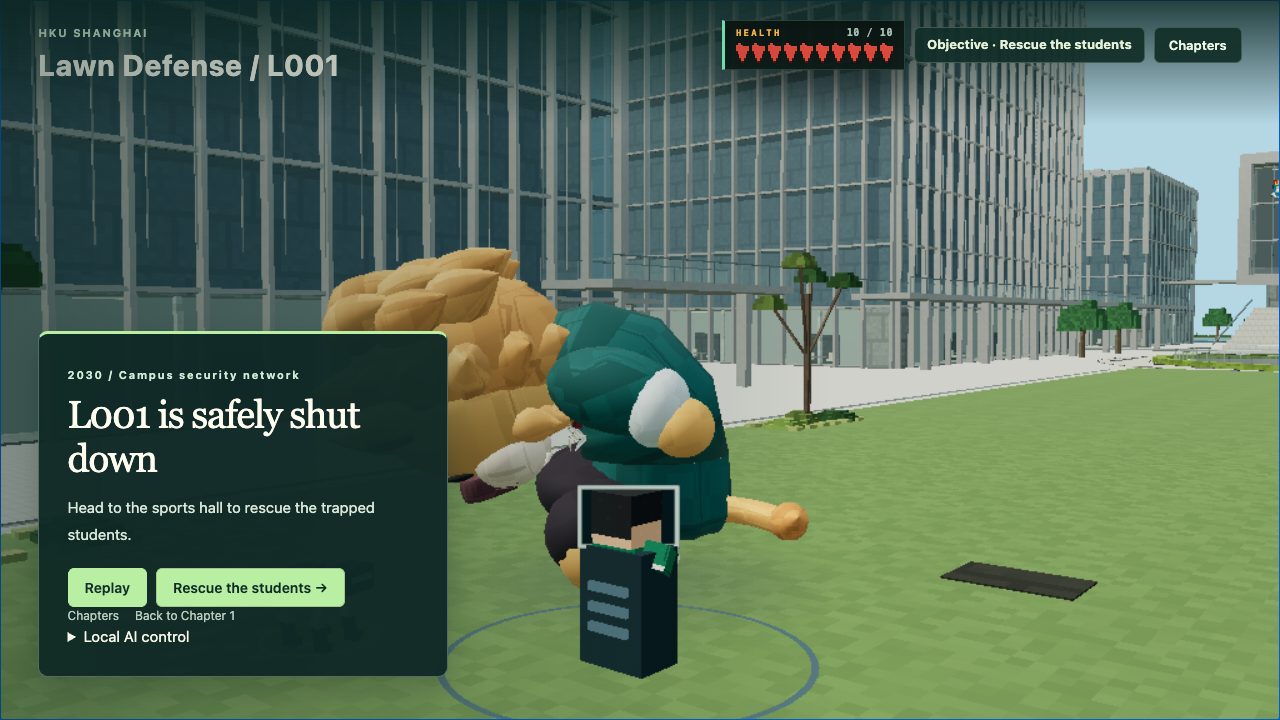 HKU SHANGHAI
Lawn Defense / L001
HEALTH 10 / 10
Objective · Rescue the students
Chapters
2030 / Campus security network
L001 is safely shut
down
Head to the sports hall to rescue the trapped
students.
Replay
Rescue the students →
Chapters Back to Chapter 1
▶ Local AI control